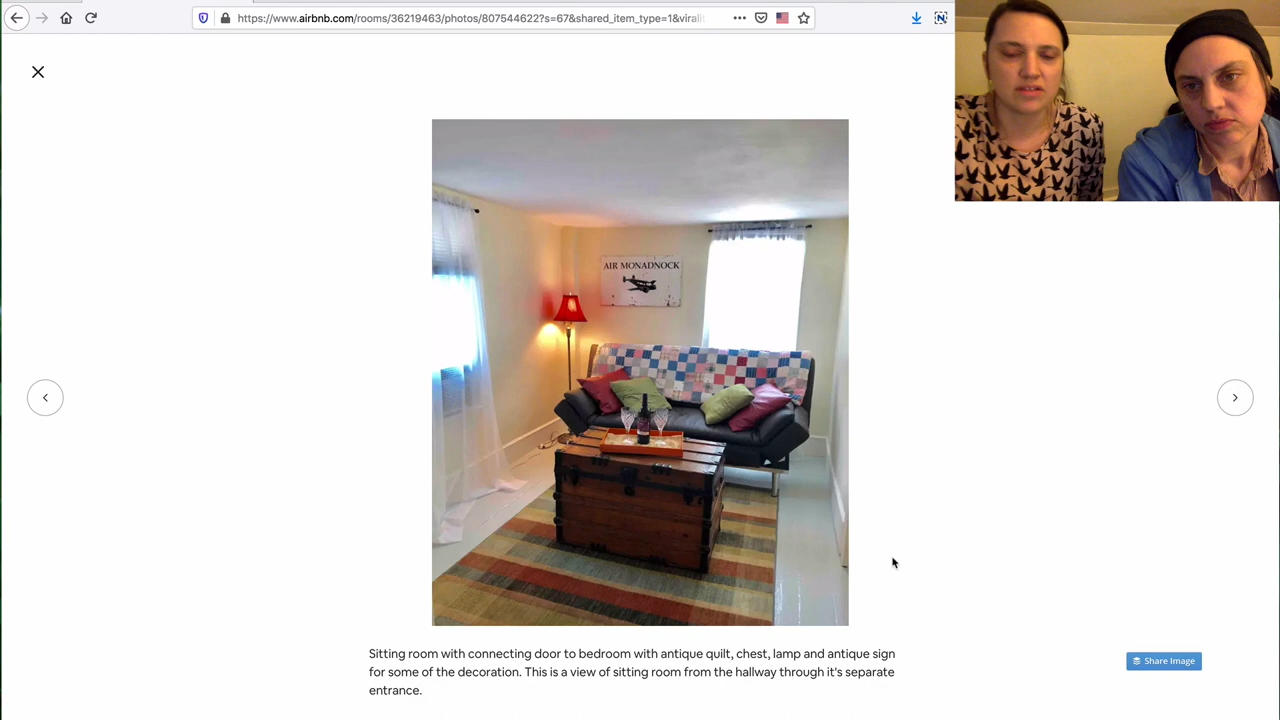 https://www.airbnb.com/rooms/36219463/photos/807544622?s=67&shared_item_type=1&virali
AIR MONADNOCK
Sitting room with connecting door to bedroom with antique quilt, chest, lamp and antique sign
for some of the decoration. This is a view of sitting room from the hallway through it's separate
entrance.
Share Image